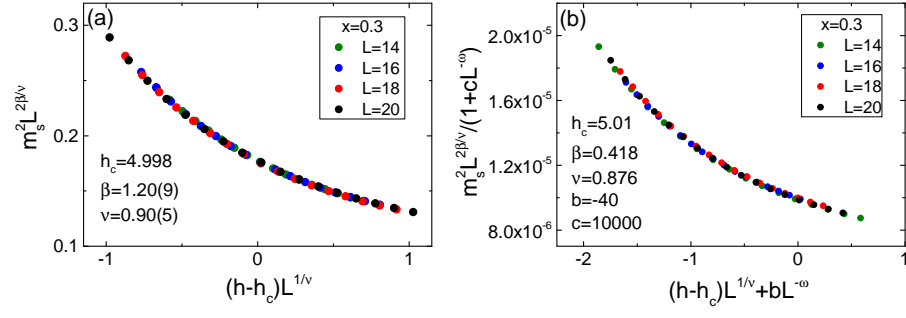 (a)
x=0.3
L=14
L=16
L=18
L=20
h_c=4.998
β=1.20(9)
ν=0.90(5)
0.3
0.2
0.1
-1
0
1
m_s^2L^{2β/ν}
(h-h_c)L^{1/ν}
(b)
x=0.3
L=14
L=16
L=18
L=20
h_c=5.01
β=0.418
ν=0.876
b=-40
c=10000
2.0x10^{-5}
1.6x10^{-5}
1.2x10^{-5}
8.0x10^{-6}
-2
-1
0
1
m_s^2L^{2β/ν}/(1+cL^{-ω})
(h-h_c)L^{1/ν}+bL^{-ω}